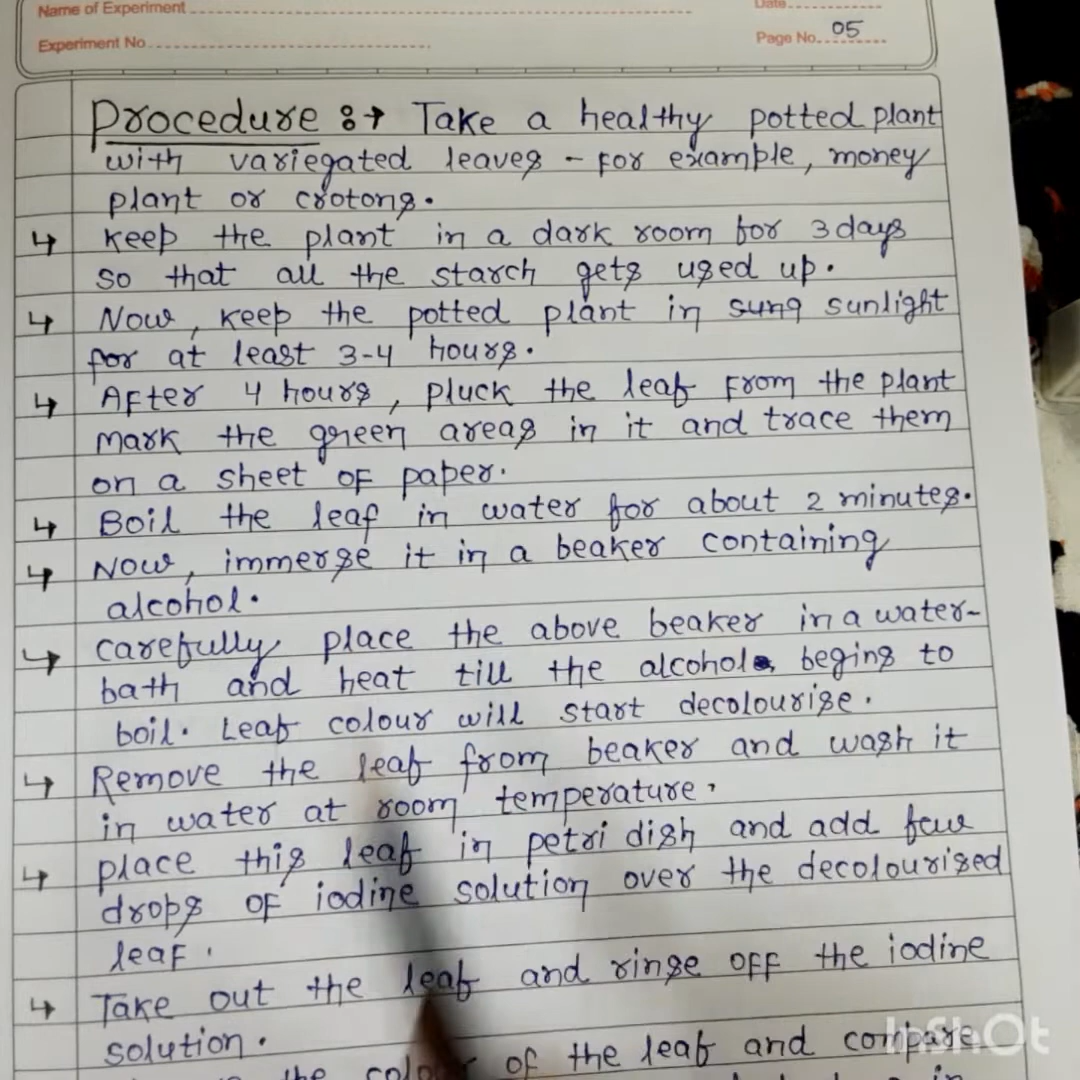 Name of Experiment
Date
Experiment No.
Page No. 05
Procedure :→ Take a healthy potted plant
with variegated leaves - for example, money
plant or crotons.
↳ Keep the plant in a dark room for 3 days
so that all the starch gets used up.
↳ Now, keep the potted plant in sung sunlight
for at least 3-4 hours.
↳ After 4 hours, pluck the leaf from the plant
mark the green areas in it and trace them
on a sheet of paper.
↳ Boil the leaf in water for about 2 minutes.
↳ Now, immerse it in a beaker containing
alcohol.
↳ carefully place the above beaker in a water-
bath and heat till the alcohol begins to
boil. Leaf colour will start decolourise.
↳ Remove the leaf from beaker and wash it
in water at room temperature.
↳ place this leaf in petri dish and add few
drops of iodine solution over the decolourised
leaf.
↳ Take out the leaf and rinse off the iodine
solution.
the colour of the leaf and compare
in
InShOt